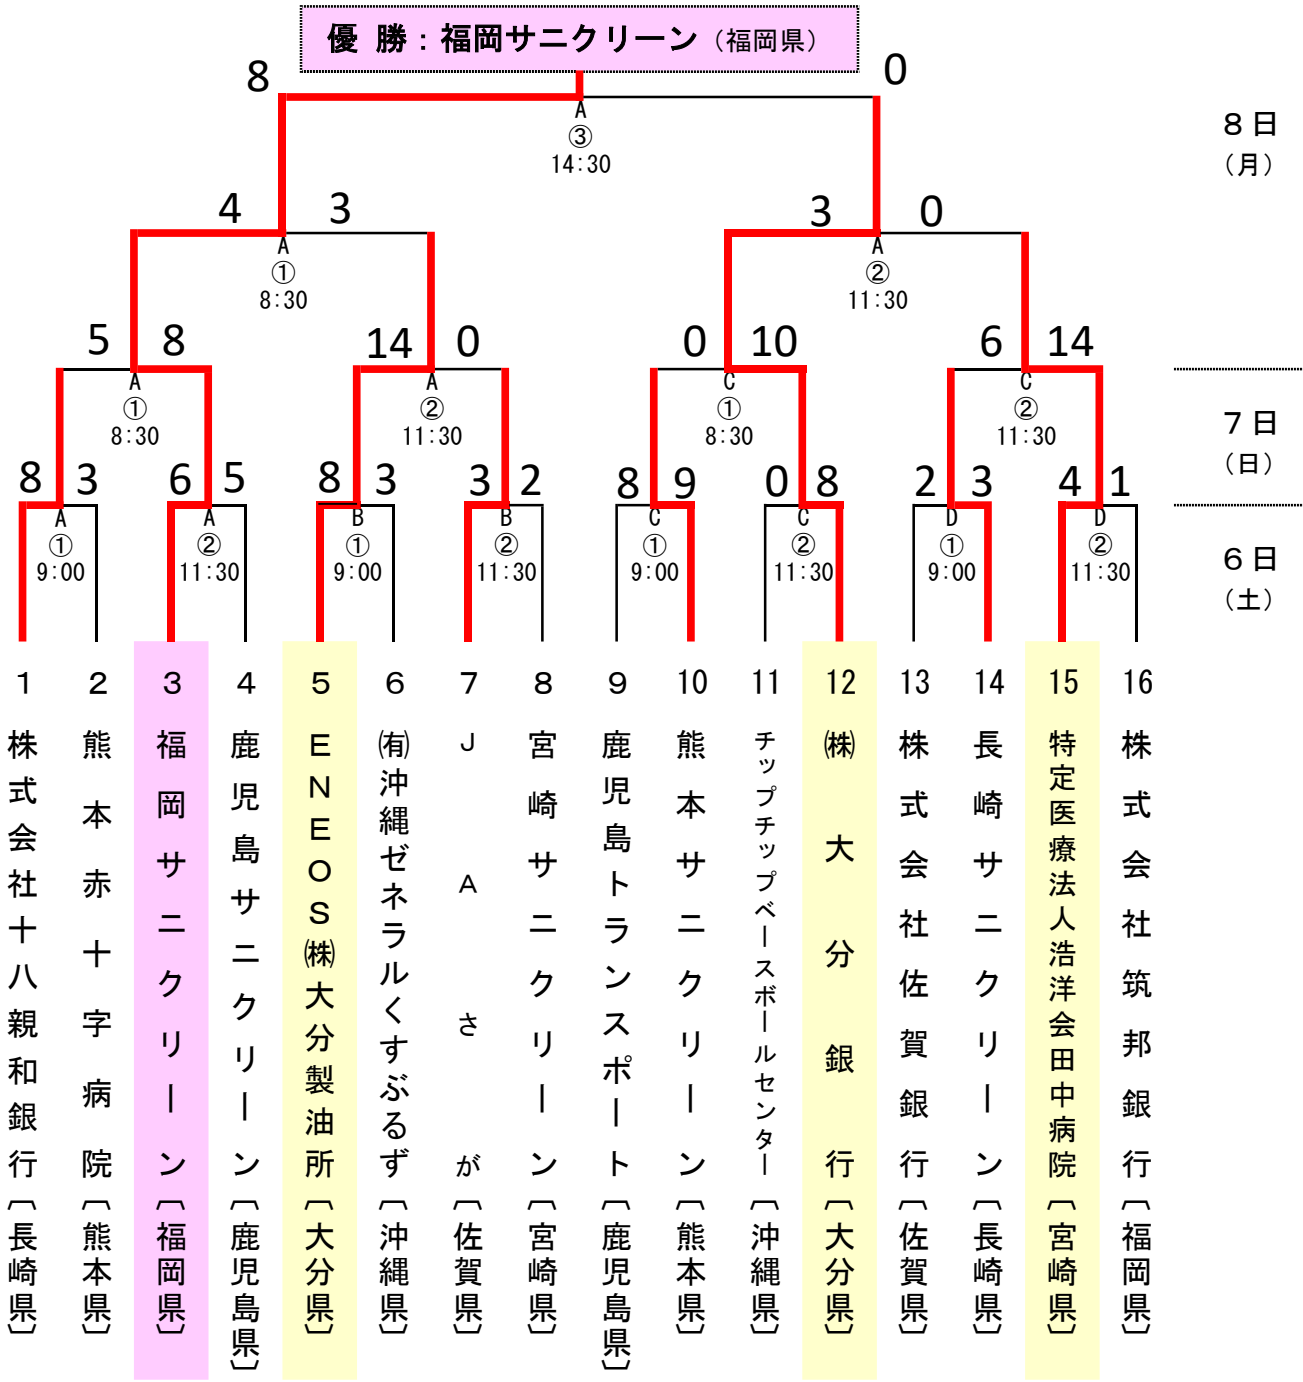 優 勝：福岡サニクリーン（福岡県）
8 0
A
③
14:30
8日
（月）
4 3 3 0
A A
① ②
8:30 11:30
5 8 14 0 0 10 6 14
A A C C
① ② ① ②
8:30 11:30 8:30 11:30
7日
（日）
8 3 6 5 8 3 3 2 8 9 0 8 2 3 4 1
A A B B C C D D
① ② ① ② ① ② ① ②
9:00 11:30 9:00 11:30 9:00 11:30 9:00 11:30
6日
（土）
1 株式会社十八親和銀行〔長崎県〕
2 熊本赤十字病院〔熊本県〕
3 福岡サニクリーン〔福岡県〕
4 鹿児島サニクリーン〔鹿児島県〕
5 ＥＮＥＯＳ㈱大分製油所〔大分県〕
6 ㈲沖縄ゼネラルくすぶるず〔沖縄県〕
7 ＪＡさが〔佐賀県〕
8 宮崎サニクリーン〔宮崎県〕
9 鹿児島トランスポート〔鹿児島県〕
10 熊本サニクリーン〔熊本県〕
11 チップチップベースボールセンター〔沖縄県〕
12 ㈱大分銀行〔大分県〕
13 株式会社佐賀銀行〔佐賀県〕
14 長崎サニクリーン〔長崎県〕
15 特定医療法人浩洋会田中病院〔宮崎県〕
16 株式会社筑邦銀行〔福岡県〕